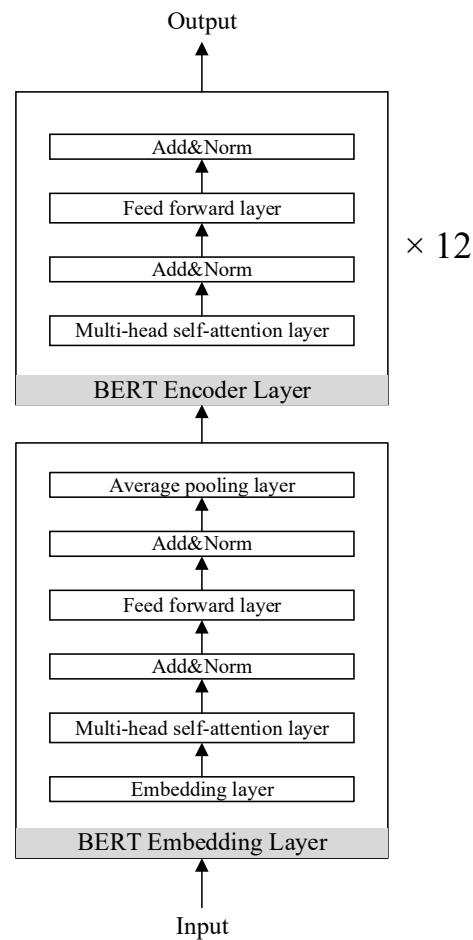 Output
Add&Norm
Feed forward layer
Add&Norm
Multi-head self-attention layer
× 12
BERT Encoder Layer
Average pooling layer
Add&Norm
Feed forward layer
Add&Norm
Multi-head self-attention layer
Embedding layer
BERT Embedding Layer
Input